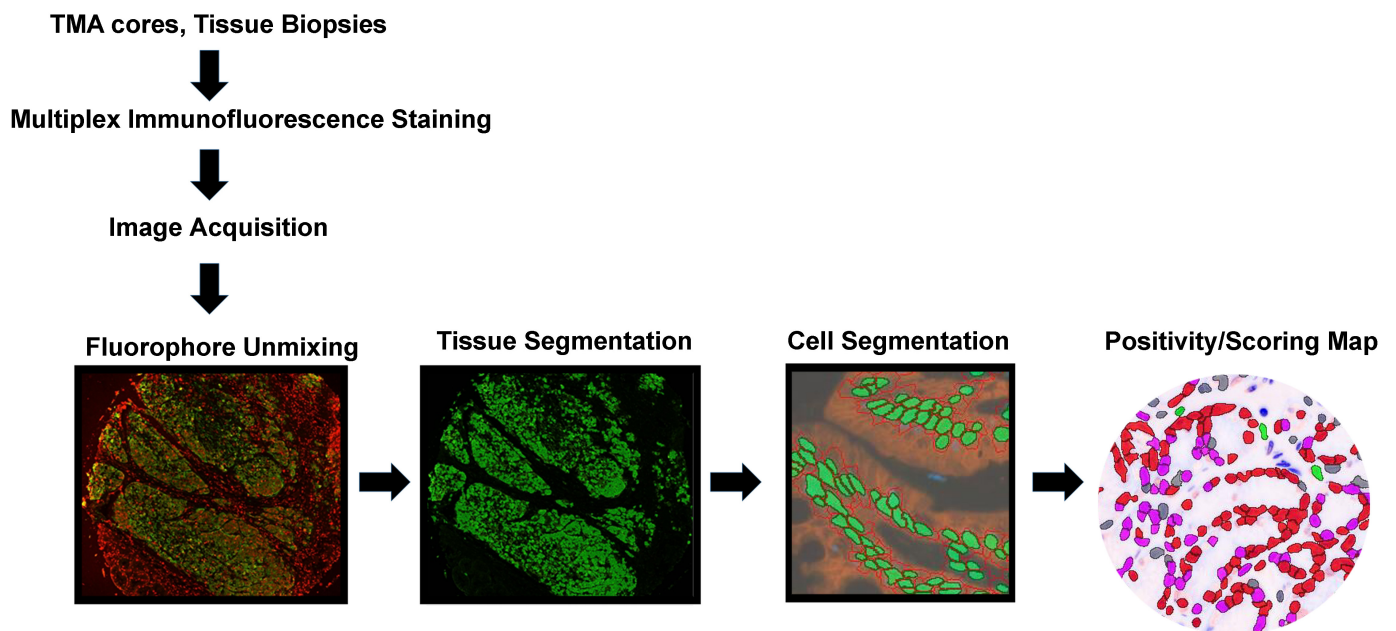 TMA cores, Tissue Biopsies
Multiplex Immunofluorescence Staining
Image Acquisition
Fluorophore Unmixing
Tissue Segmentation
Cell Segmentation
Positivity/Scoring Map